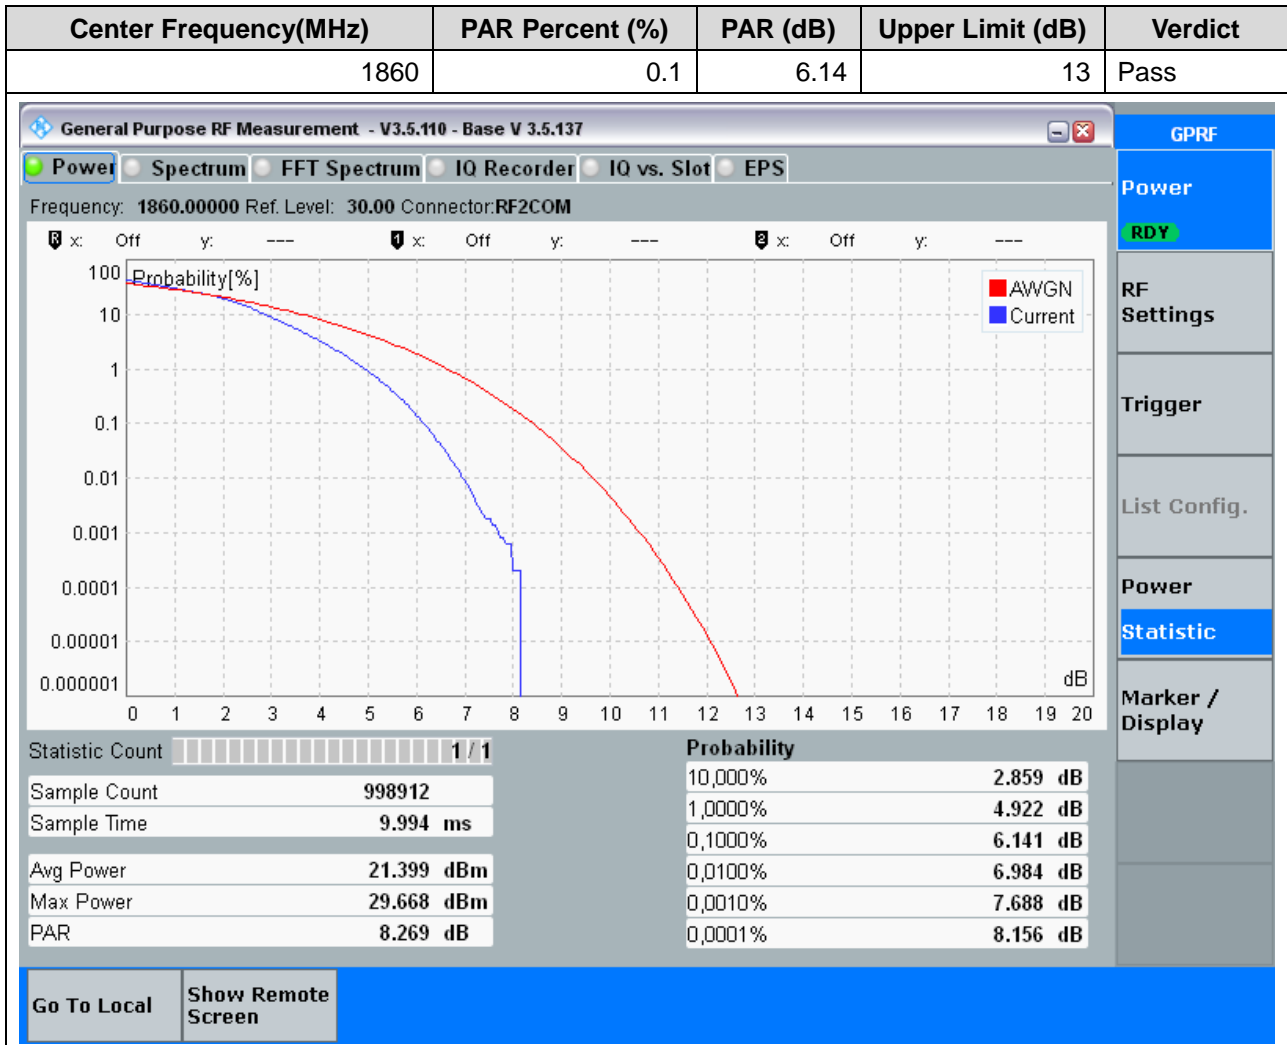 Center Frequency(MHz) PAR Percent (%) PAR (dB) Upper Limit (dB) Verdict
1860 0.1 6.14 13 Pass
General Purpose RF Measurement - V3.5.110 - Base V 3.5.137
GPRF
Power Spectrum FFT Spectrum IQ Recorder IQ vs. Slot EPS
Power
RDY
Frequency: 1860.00000 Ref. Level: 30.00 Connector:RF2COM
R x: Off y: --- 1 x: Off y: --- 2 x: Off y: ---
Probability[%]
AWGN
Current
100
10
1
0.1
0.01
0.001
0.0001
0.00001
0.000001
dB
0 1 2 3 4 5 6 7 8 9 10 11 12 13 14 15 16 17 18 19 20
RF
Settings
Trigger
List Config.
Power
Statistic
Marker /
Display
Statistic Count 1 / 1
Sample Count 998912
Sample Time 9.994 ms
Avg Power 21.399 dBm
Max Power 29.668 dBm
PAR 8.269 dB
Probability
10,000% 2.859 dB
1,0000% 4.922 dB
0,1000% 6.141 dB
0,0100% 6.984 dB
0,0010% 7.688 dB
0,0001% 8.156 dB
Go To Local
Show Remote
Screen